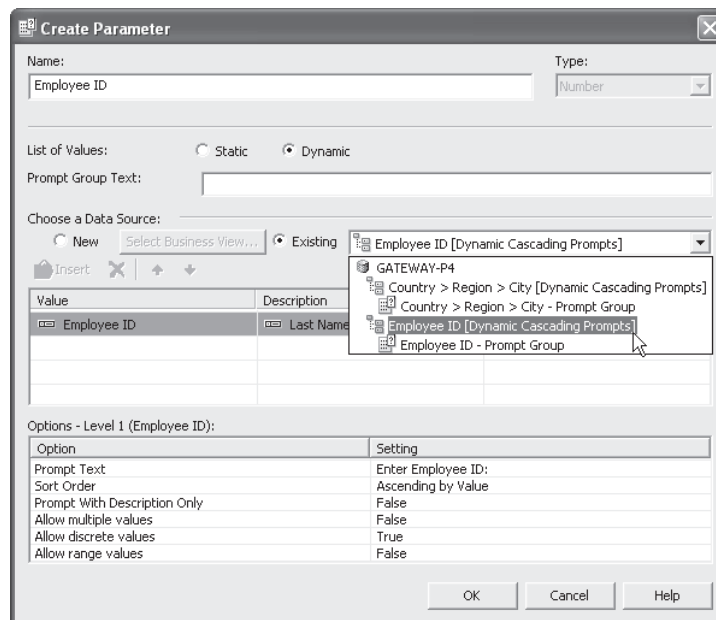 Create Parameter
Name: Type:
Employee ID Number
List of Values: Static Dynamic
Prompt Group Text:
Choose a Data Source:
New Select Business View... Existing Employee ID [Dynamic Cascading Prompts]
Insert
GATEWAY-P4
Country > Region > City [Dynamic Cascading Prompts]
Country > Region > City - Prompt Group
Employee ID [Dynamic Cascading Prompts]
Employee ID - Prompt Group
Value Description
Employee ID Last Name
Options - Level 1 (Employee ID):
Option Setting
Prompt Text Enter Employee ID:
Sort Order Ascending by Value
Prompt With Description Only False
Allow multiple values False
Allow discrete values True
Allow range values False
OK Cancel Help